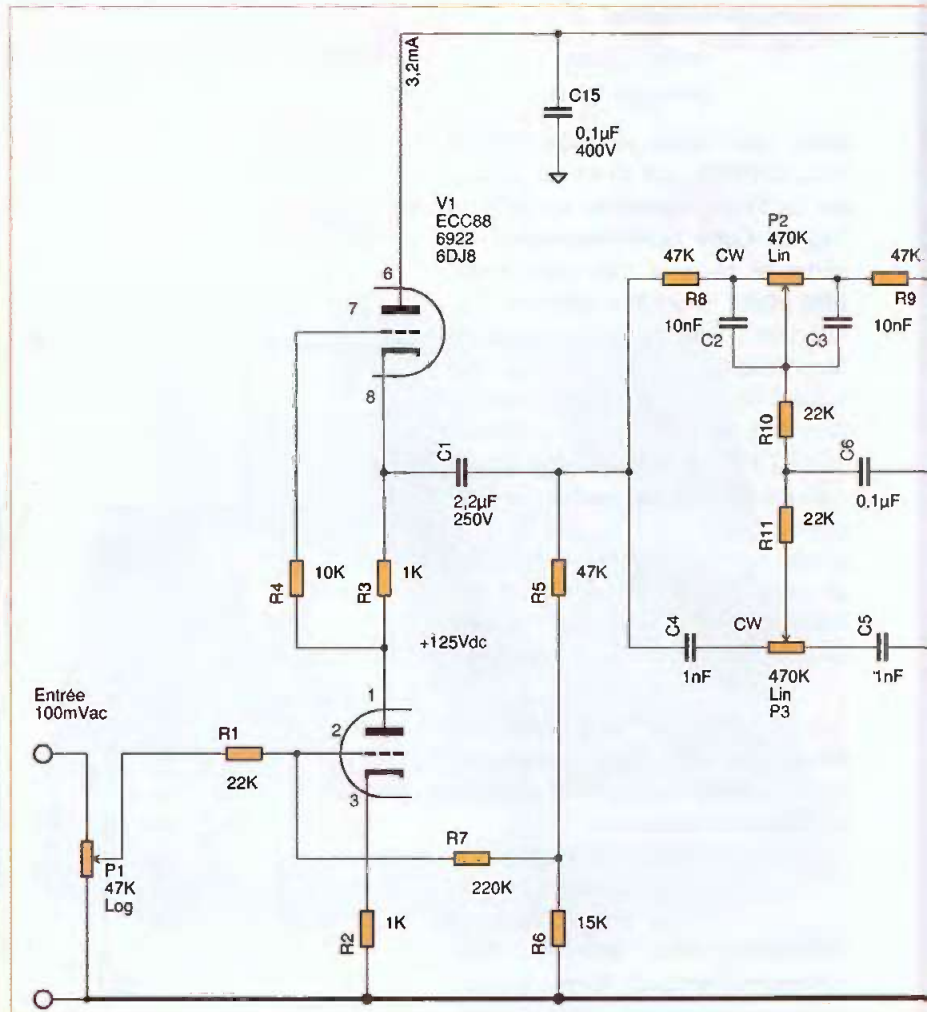 3,2mA
C15
0,1µF
400V
V1
ECC88
6922
6DJ8
6
7
8
P2
470K
Lin
47K
CW
47K
R8
R9
10nF
10nF
C2
C3
R10
22K
C6
0,1µF
R11
22K
C1
2,2µF
250V
R4
10K
R3
1K
R5
47K
+125Vdc
C4
1nF
CW
C5
1nF
470K
Lin
P3
Entrée
100mVac
1
2
3
R1
22K
R7
220K
P1
47K
Log
R2
1K
R6
15K